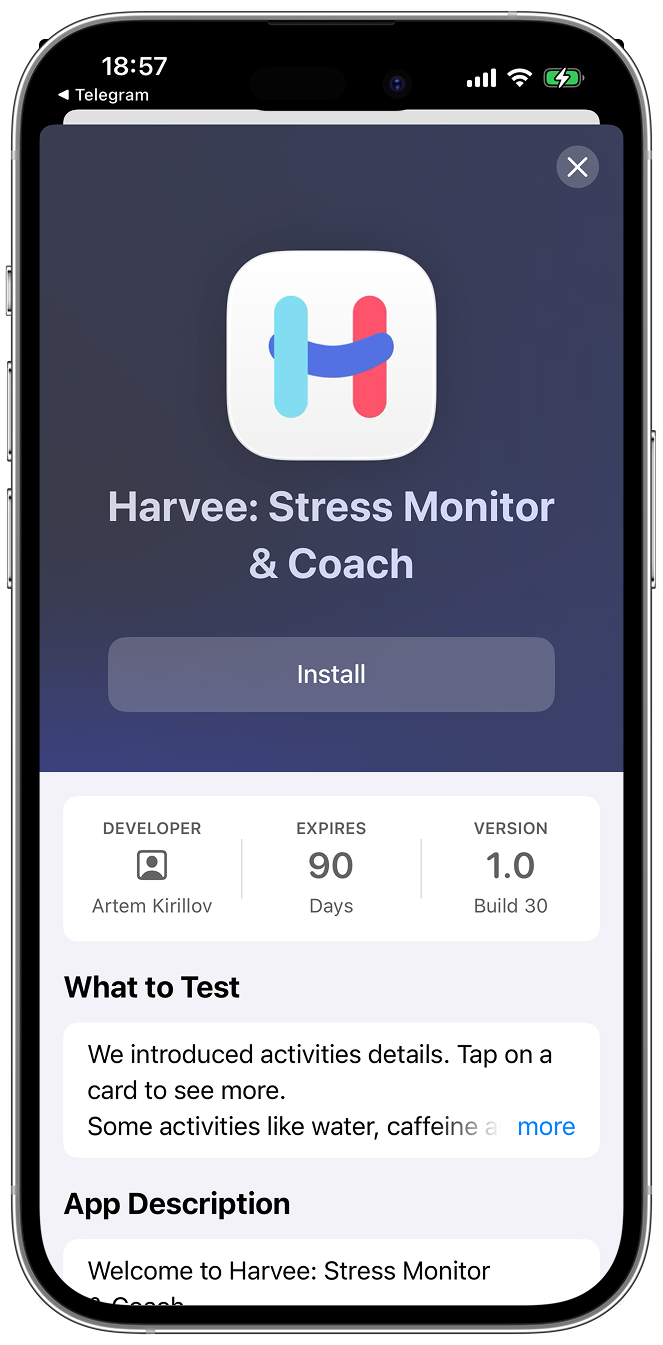 18:57
◀ Telegram
Harvee: Stress Monitor
& Coach
Install
DEVELOPER
Artem Kirillov
EXPIRES
90
Days
VERSION
1.0
Build 30
What to Test
We introduced activities details. Tap on a
card to see more.
Some activities like water, caffeine a more
App Description
Welcome to Harvee: Stress Monitor
& Coach